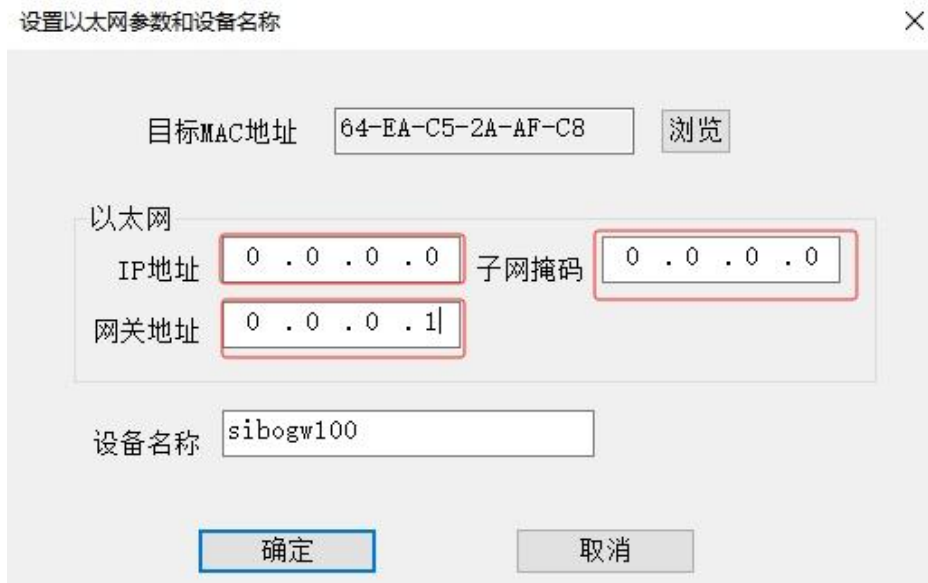 设置以太网参数和设备名称
目标MAC地址 64-EA-C5-2A-AF-C8 浏览
以太网
IP地址 0 .0 .0 .0 子网掩码 0 .0 .0 .0
网关地址 0 .0 .0 .1
设备名称 sibogw100
确定 取消